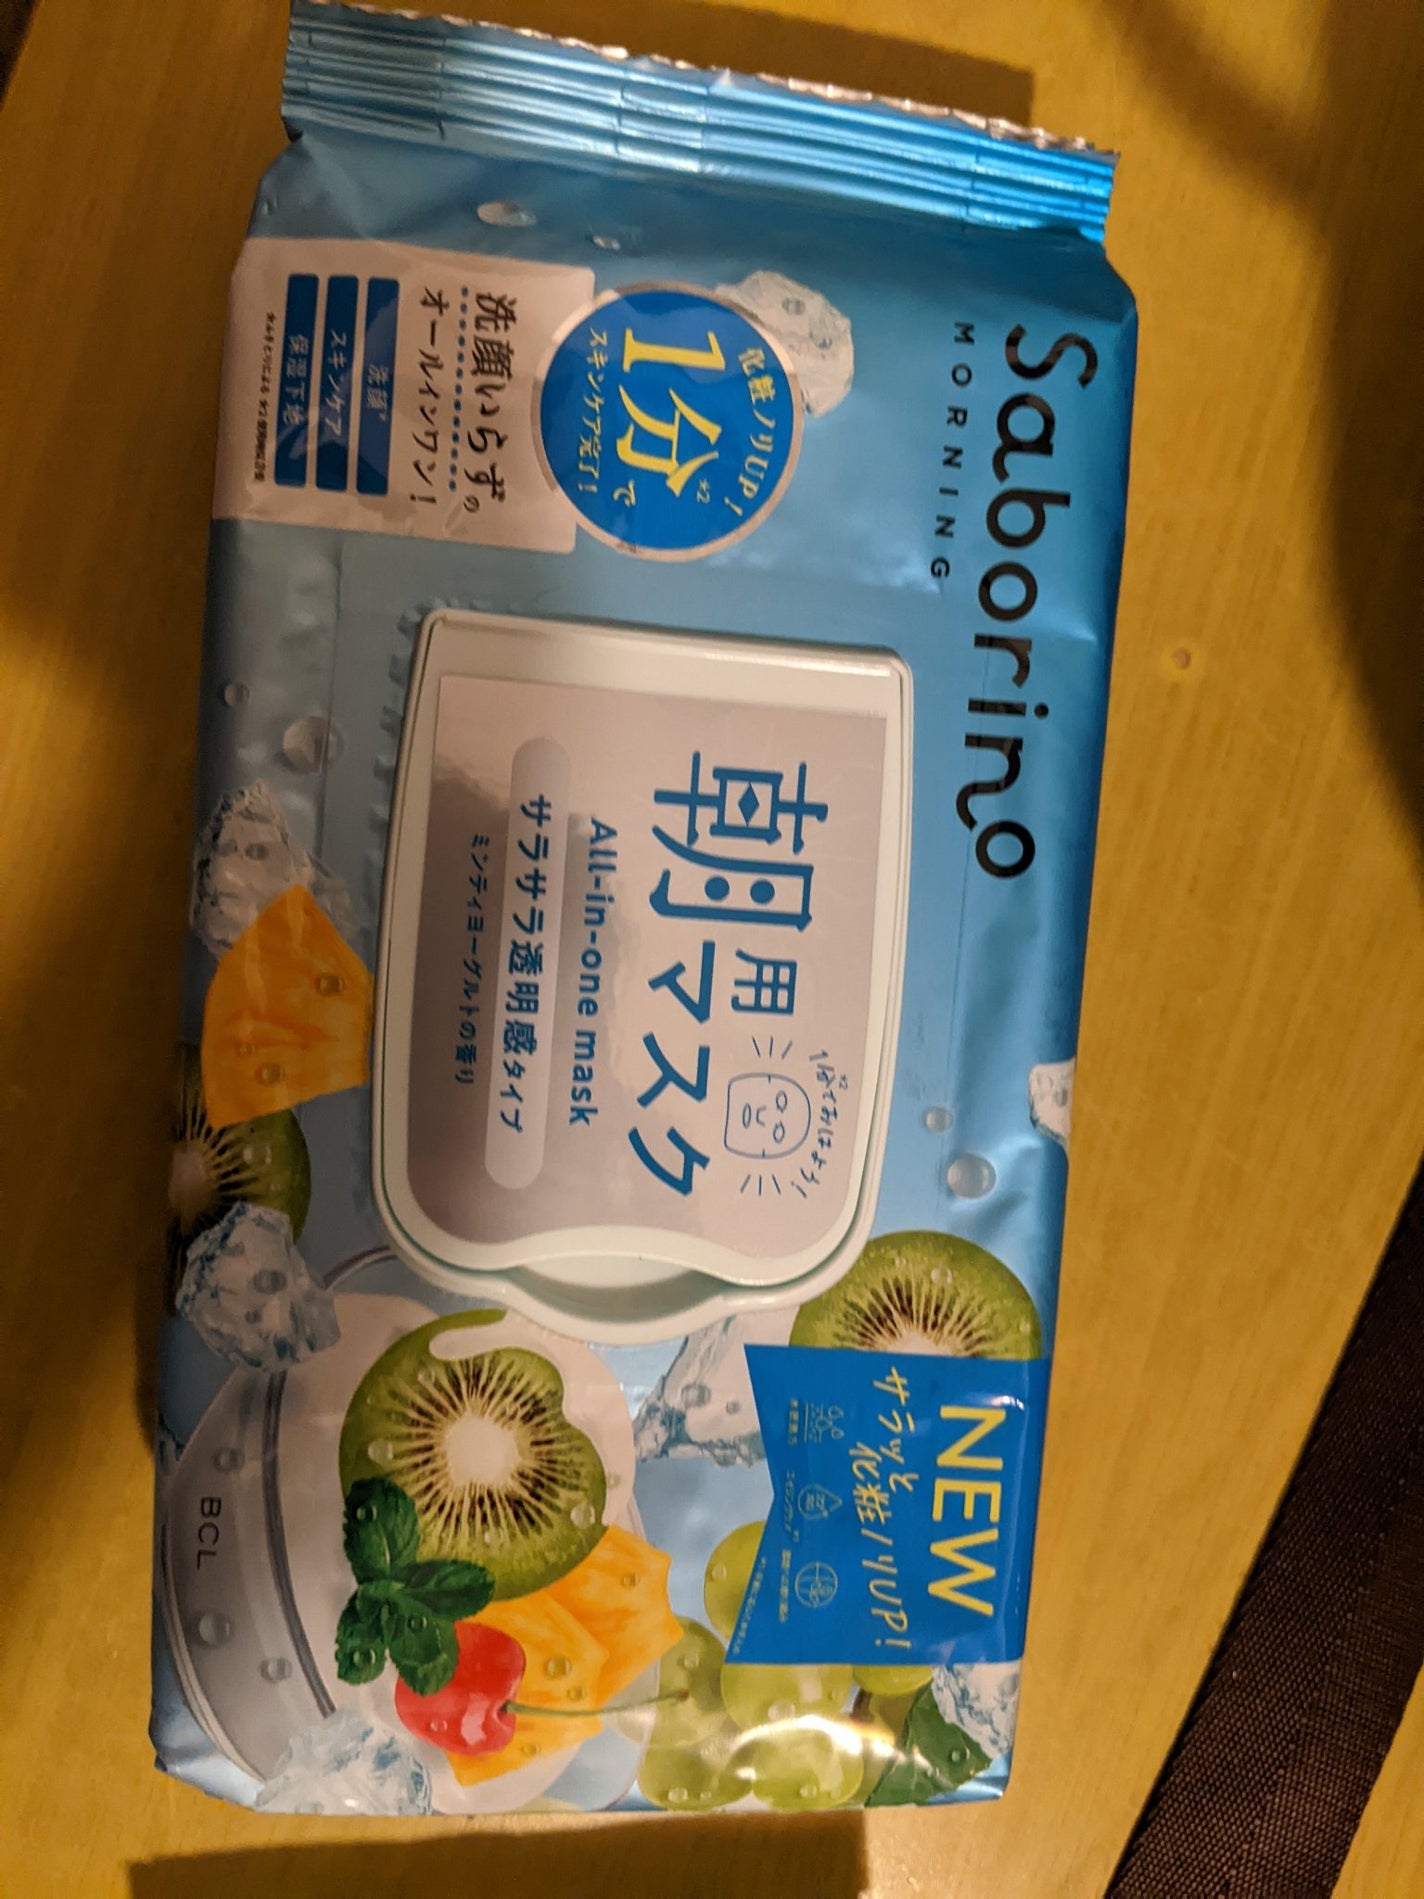 Saborino
MORNING
化粧ノリUP!
1分※2で
スキンケア完了!
洗顔いらずの
オールインワン!
洗顔
スキンケア
保湿下地
1分でおはよう!
朝用
マスク
All-in-one mask
サラサラ透明感タイプ
ミンティヨーグルトの香り
NEW
サラッと
化粧ノリUP!
BCL